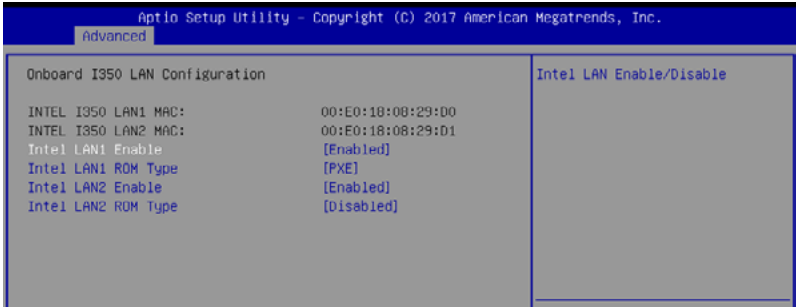 Aptio Setup Utility - Copyright (C) 2017 American Megatrends, Inc.
Advanced
Onboard I350 LAN Configuration
Intel LAN Enable/Disable
INTEL I350 LAN1 MAC: 00:E0:18:08:29:D0
INTEL I350 LAN2 MAC: 00:E0:18:08:29:D1
Intel LAN1 Enable [Enabled]
Intel LAN1 ROM Type [PXE]
Intel LAN2 Enable [Enabled]
Intel LAN2 ROM Type [Disabled]